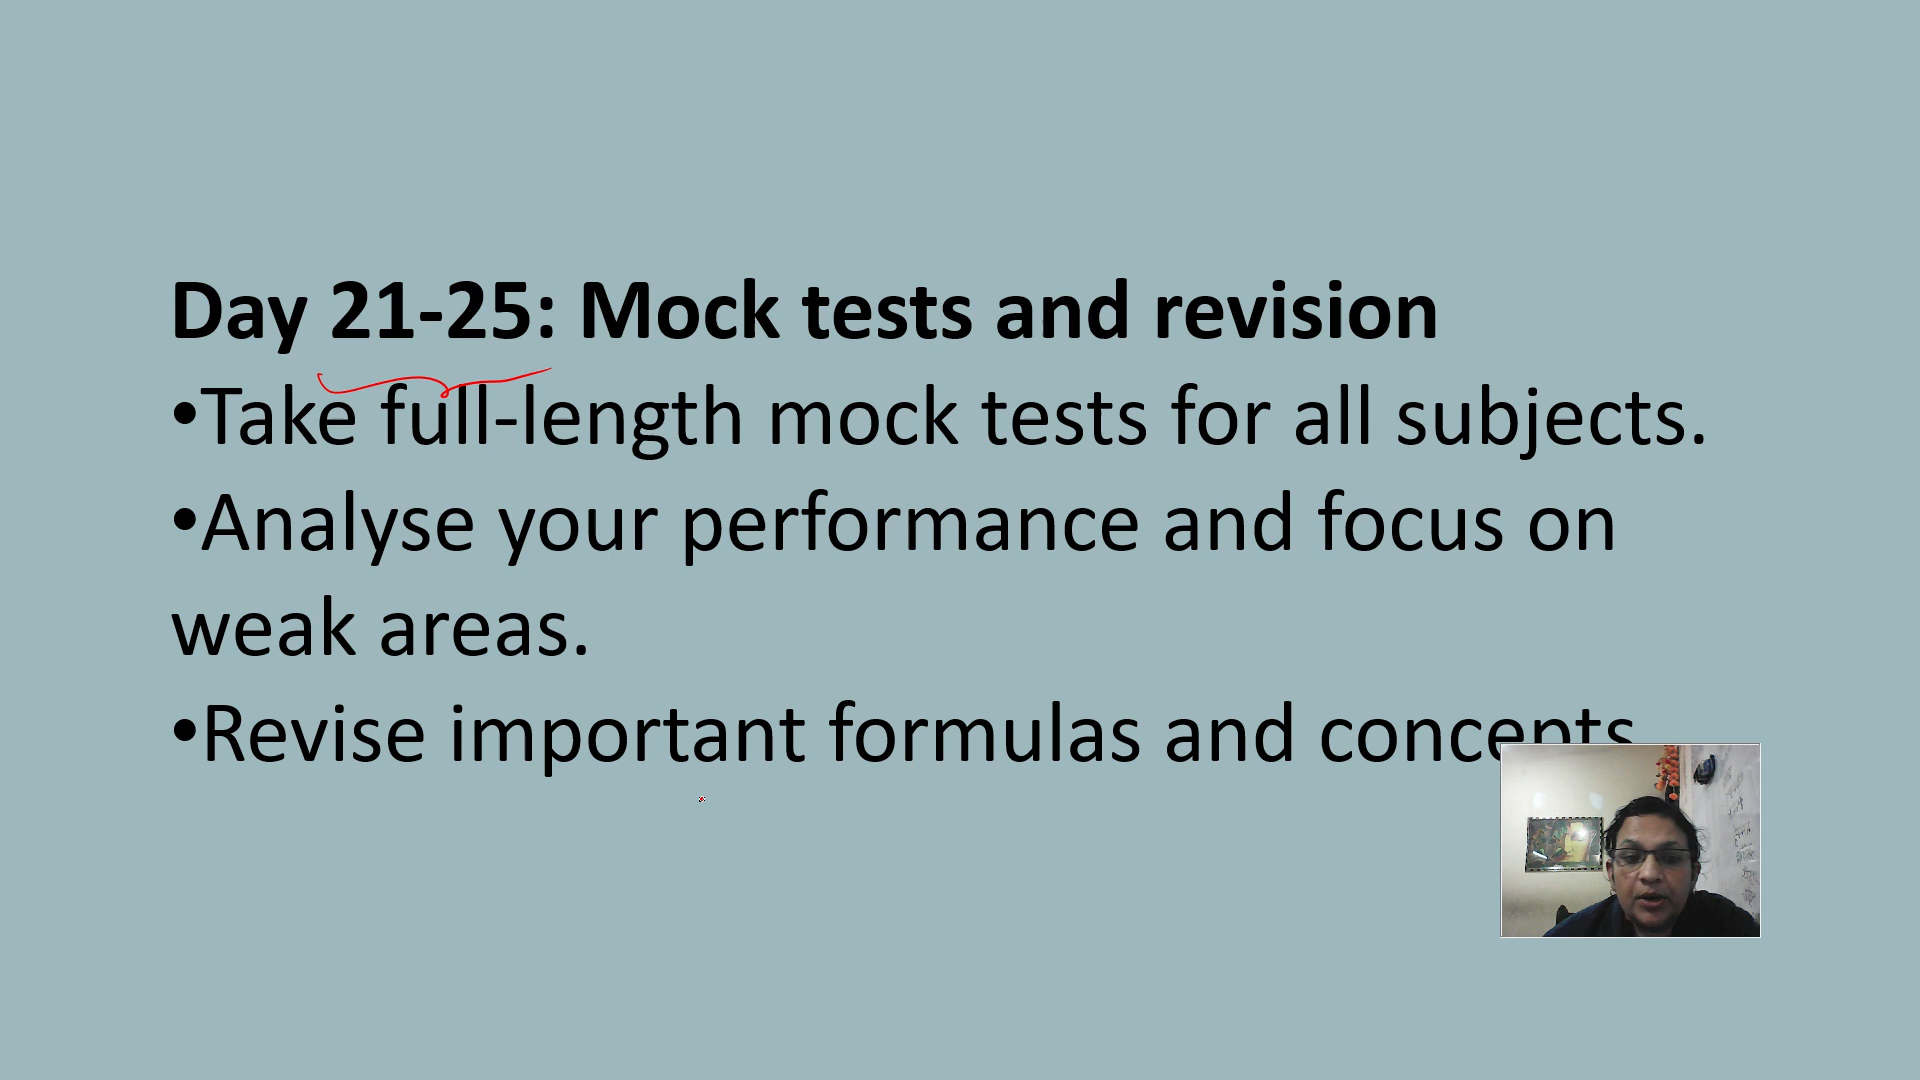 Day 21-25: Mock tests and revision
•Take full-length mock tests for all subjects.
•Analyse your performance and focus on
weak areas.
•Revise important formulas and concepts